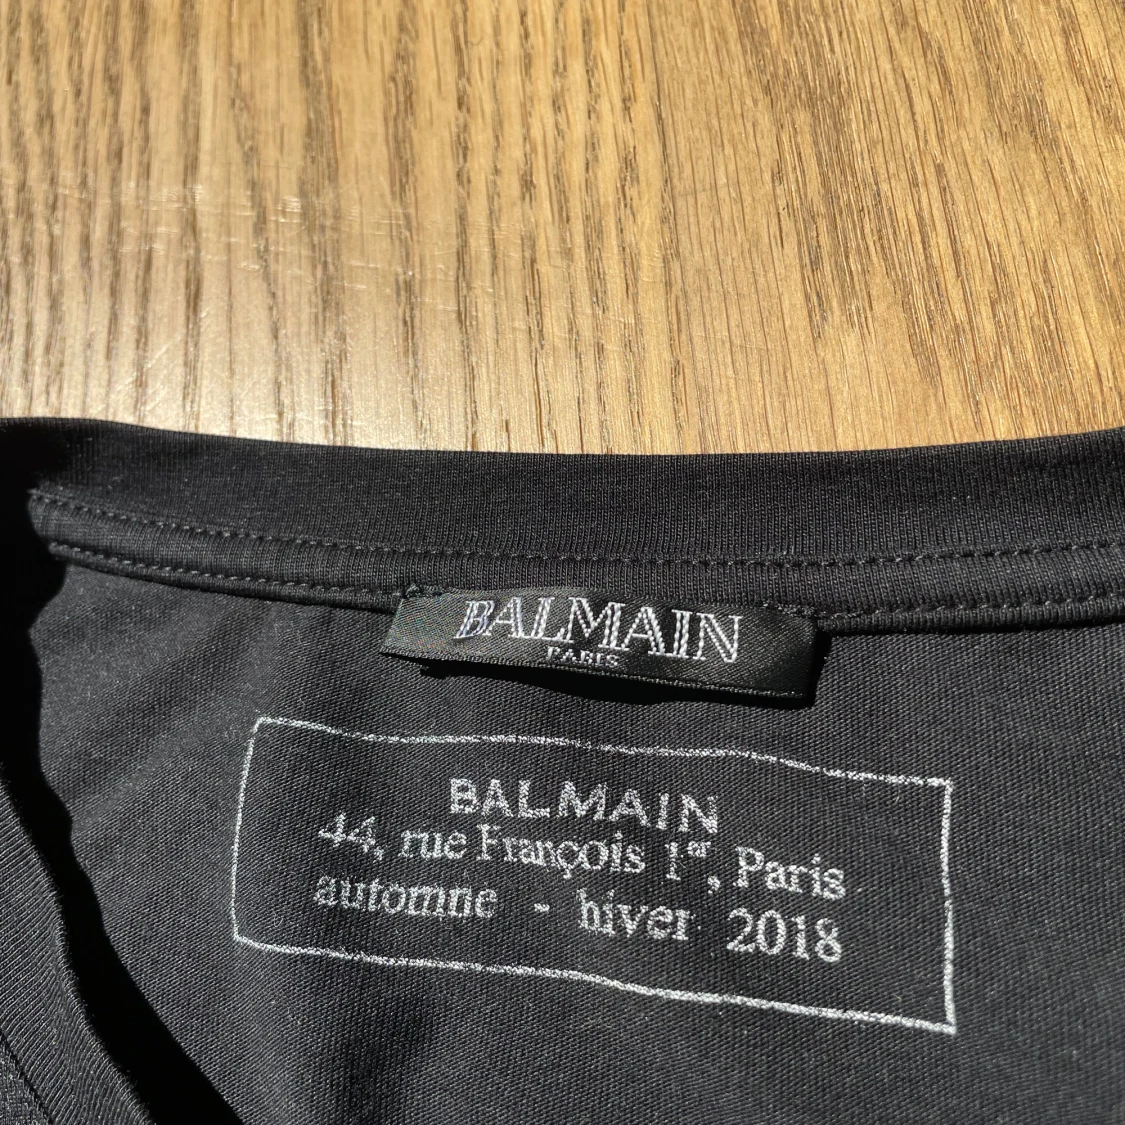 BALMAIN
PARIS
BALMAIN
44, rue François 1er, Paris
automne - hiver 2018